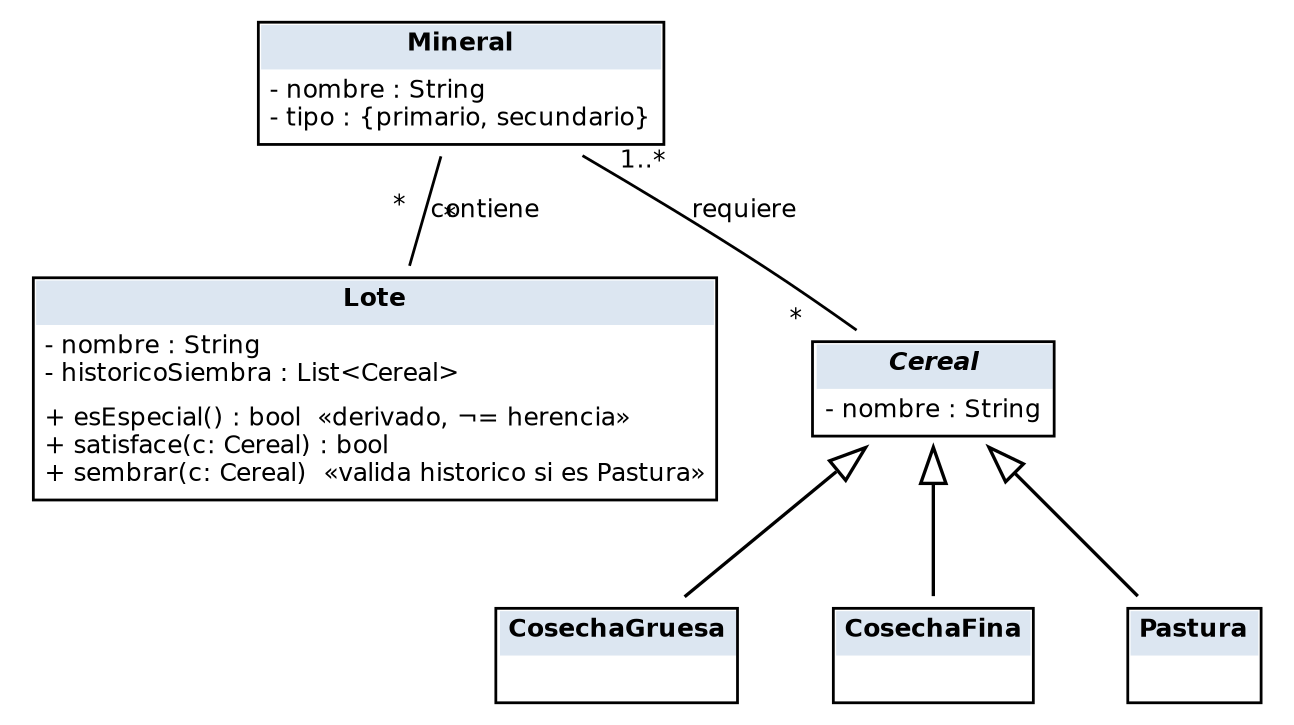 Mineral
- nombre : String
- tipo : {primario, secundario}
1..*
*
contiene
*
requiere
Lote
- nombre : String
- historicoSiembra : List<Cereal>
+ esEspecial() : bool  «derivado, ¬= herencia»
+ satisface(c: Cereal) : bool
+ sembrar(c: Cereal)  «valida historico si es Pastura»
*
Cereal
- nombre : String
CosechaGruesa
CosechaFina
Pastura